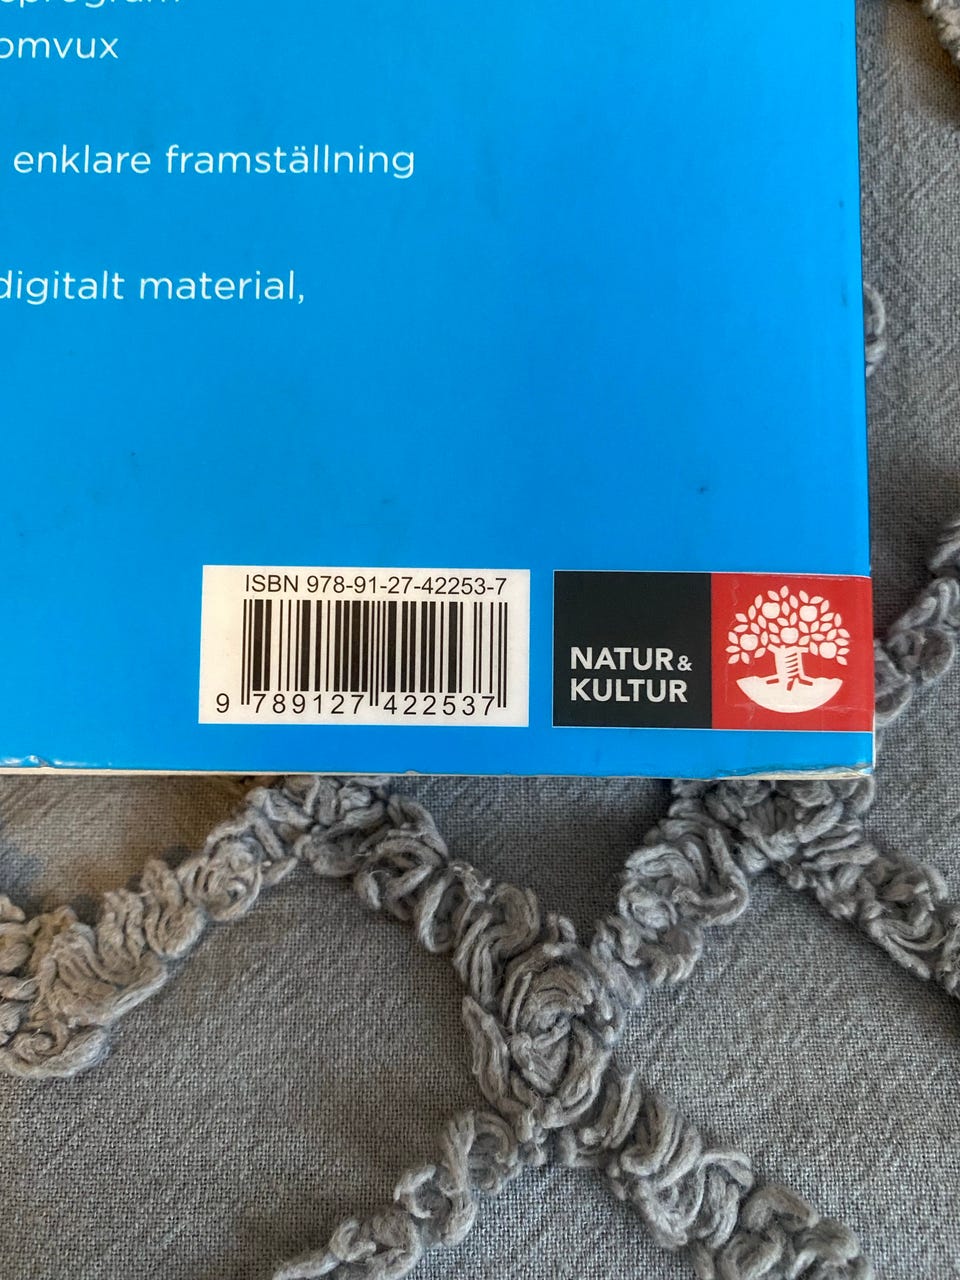 omvux
enklare framställning
digitalt material,
ISBN 978-91-27-42253-7
9 789127 422537
NATUR &
KULTUR